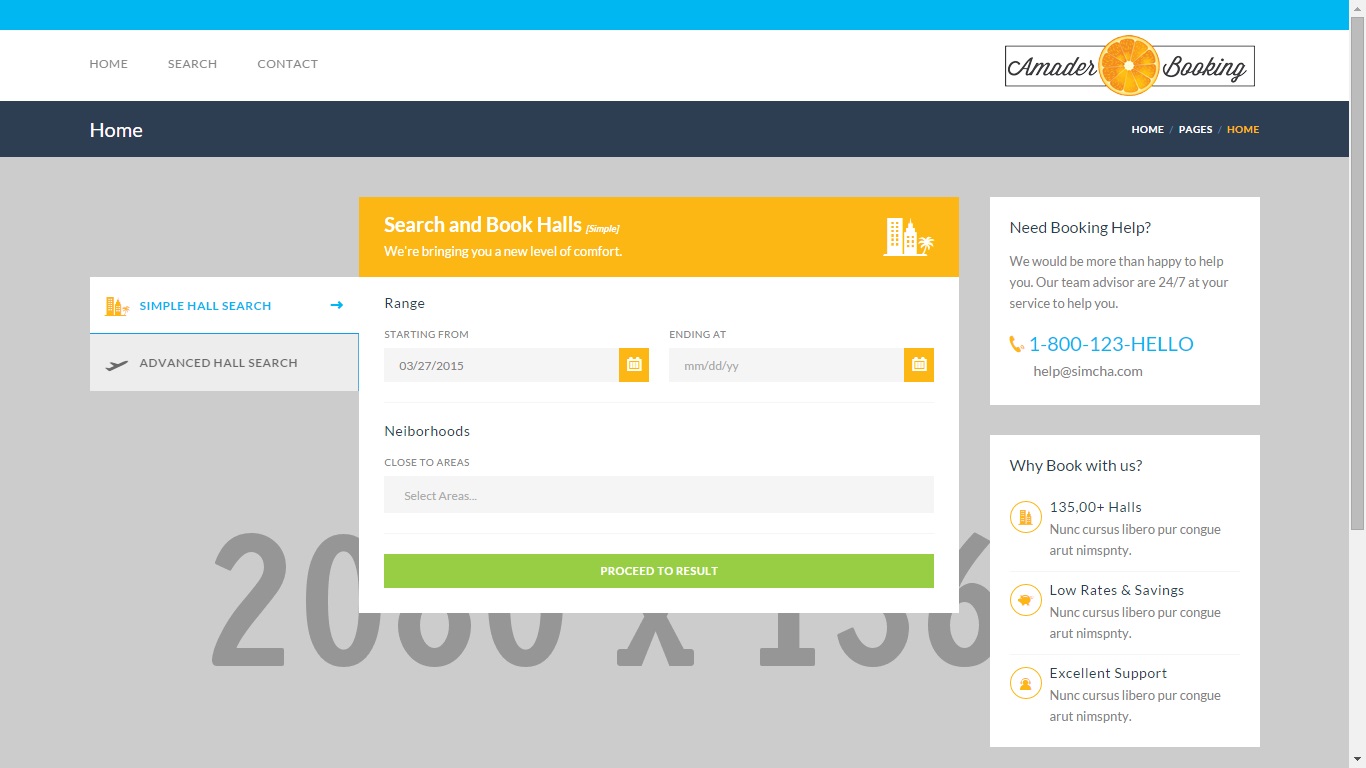 HOME SEARCH CONTACT
Amader Booking
Home
HOME / PAGES / HOME
Search and Book Halls [Simple]
We're bringing you a new level of comfort.
SIMPLE HALL SEARCH
ADVANCED HALL SEARCH
Range
STARTING FROM ENDING AT
03/27/2015 mm/dd/yy
Neiborhoods
CLOSE TO AREAS
Select Areas...
PROCEED TO RESULT
Need Booking Help?
We would be more than happy to help
you. Our team advisor are 24/7 at your
service to help you.
1-800-123-HELLO
help@simcha.com
Why Book with us?
135,00+ Halls
Nunc cursus libero pur congue
arut nimspnty.
Low Rates & Savings
Nunc cursus libero pur congue
arut nimspnty.
Excellent Support
Nunc cursus libero pur congue
arut nimspnty.
2080 x 136